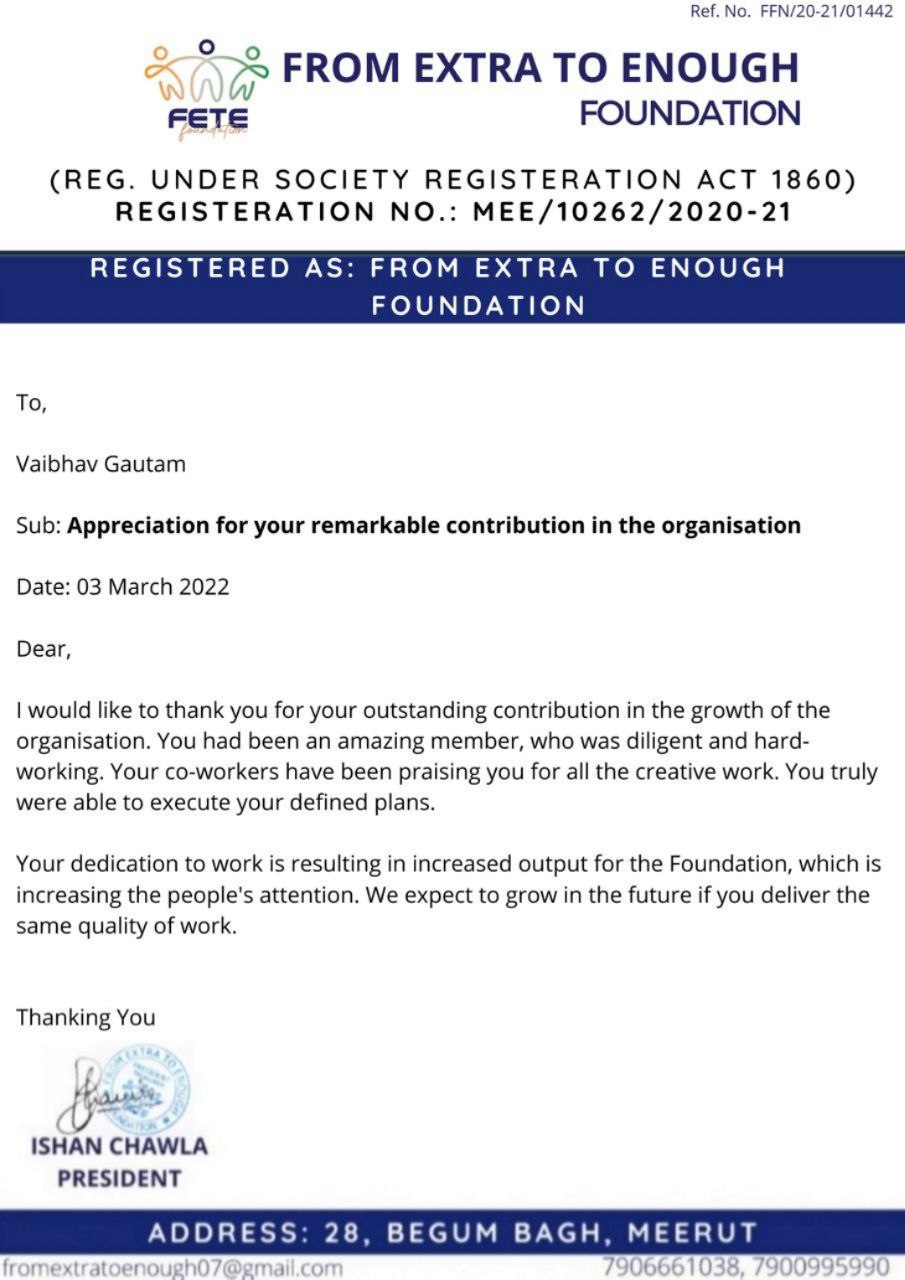 Ref. No. FFN/20-21/01442
FROM EXTRA TO ENOUGH
FOUNDATION
FETE
foundation
(REG. UNDER SOCIETY REGISTERATION ACT 1860)
REGISTERATION NO.: MEE/10262/2020-21
REGISTERED AS: FROM EXTRA TO ENOUGH
FOUNDATION
To,
Vaibhav Gautam
Sub: Appreciation for your remarkable contribution in the organisation
Date: 03 March 2022
Dear,
I would like to thank you for your outstanding contribution in the growth of the
organisation. You had been an amazing member, who was diligent and hard-
working. Your co-workers have been praising you for all the creative work. You truly
were able to execute your defined plans.
Your dedication to work is resulting in increased output for the Foundation, which is
increasing the people's attention. We expect to grow in the future if you deliver the
same quality of work.
Thanking You
FROM EXTRA TO ENOUGH
ISHAN CHAWLA
PRESIDENT
ADDRESS: 28, BEGUM BAGH, MEERUT
fromextratoenough07@gmail.com
7906661038, 7900995990